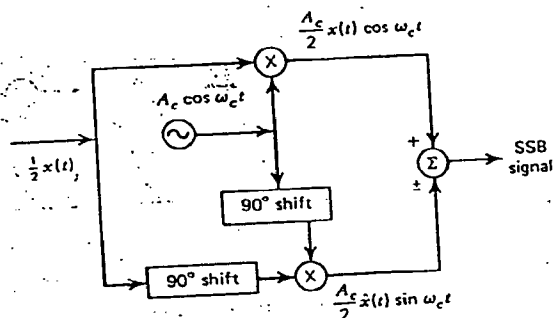 A_c/2 x(t) cos ω_c t
X
A_c cos ω_c t
+
SSB
signal
Σ
½ x(t),
±
90° shift
90° shift
X
A_c/2 x̂(t) sin ω_c t